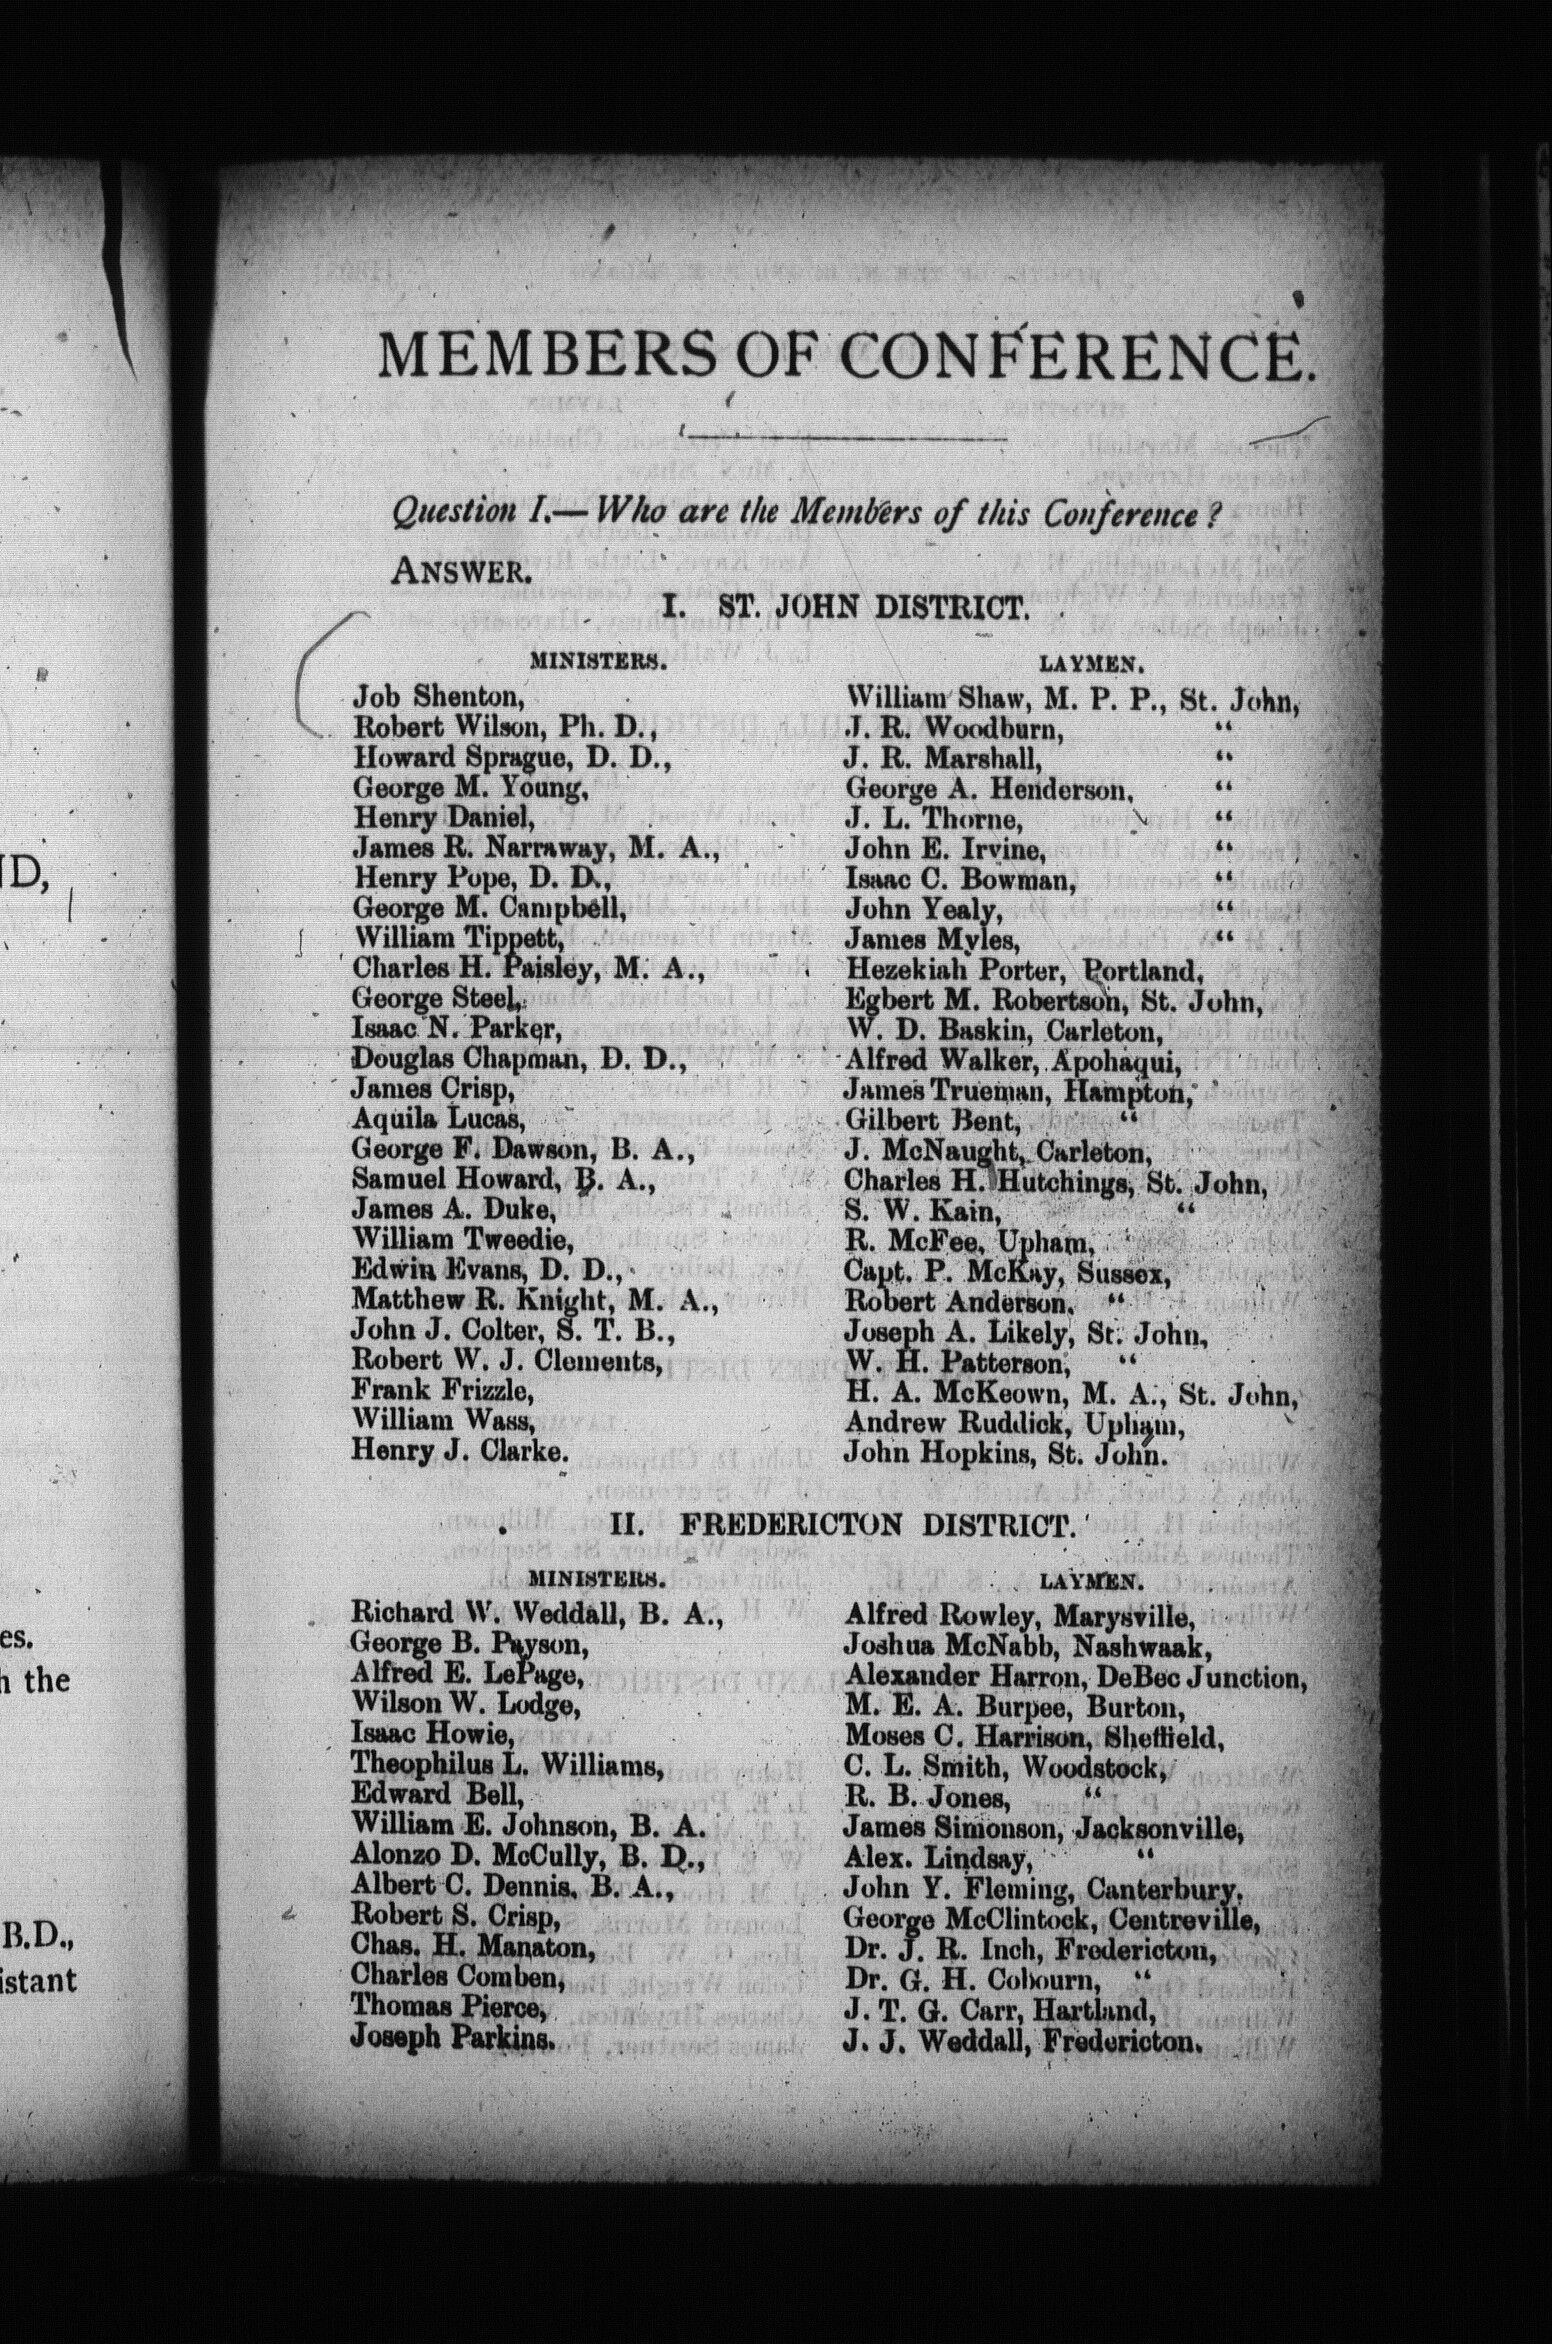 ND,
es.
h the
B.D.,
istant
MEMBERS OF CONFERENCE.
Question I.—Who are the Members of this Conference?
ANSWER.
I. ST. JOHN DISTRICT.
MINISTERS.
Job Shenton,
Robert Wilson, Ph. D.,
Howard Sprague, D. D.,
George M. Young,
Henry Daniel,
James R. Narraway, M. A.,
Henry Pope, D. D.,
George M. Campbell,
William Tippett,
Charles H. Paisley, M. A.,
George Steel,
Isaac N. Parker,
Douglas Chapman, D. D.,
James Crisp,
Aquila Lucas,
George F. Dawson, B. A.,
Samuel Howard, B. A.,
James A. Duke,
William Tweedie,
Edwin Evans, D. D.,
Matthew R. Knight, M. A.,
John J. Colter, S. T. B.,
Robert W. J. Clements,
Frank Frizzle,
William Wass,
Henry J. Clarke.
LAYMEN.
William Shaw, M. P. P., St. John,
J. R. Woodburn, “
J. R. Marshall, “
George A. Henderson, “
J. L. Thorne, “
John E. Irvine, “
Isaac C. Bowman, “
John Yealy, “
James Myles, “
Hezekiah Porter, Portland,
Egbert M. Robertson, St. John,
W. D. Baskin, Carleton,
Alfred Walker, Apohaqui,
James Trueman, Hampton,
Gilbert Bent, “
J. McNaught, Carleton,
Charles H. Hutchings, St. John,
S. W. Kain, “
R. McFee, Upham,
Capt. P. McKay, Sussex,
Robert Anderson. “
Joseph A. Likely, St. John,
W. H. Patterson, “
H. A. McKeown, M. A., St. John,
Andrew Ruddick, Upham,
John Hopkins, St. John.
II. FREDERICTON DISTRICT.
MINISTERS.
Richard W. Weddall, B. A.,
George B. Payson,
Alfred E. LePage,
Wilson W. Lodge,
Isaac Howie,
Theophilus L. Williams,
Edward Bell,
William E. Johnson, B. A.
Alonzo D. McCully, B. D.,
Albert C. Dennis, B. A.,
Robert S. Crisp,
Chas. H. Manaton,
Charles Comben,
Thomas Pierce,
Joseph Parkins.
LAYMEN.
Alfred Rowley, Marysville,
Joshua McNabb, Nashwaak,
Alexander Harron, DeBec Junction,
M. E. A. Burpee, Burton,
Moses C. Harrison, Sheffield,
C. L. Smith, Woodstock,
R. B. Jones, “
James Simonson, Jacksonville,
Alex. Lindsay, “
John Y. Fleming, Canterbury.
George McClintock, Centreville,
Dr. J. R. Inch, Fredericton,
Dr. G. H. Cobourn, “
J. T. G. Carr, Hartland,
J. J. Weddall, Fredericton.